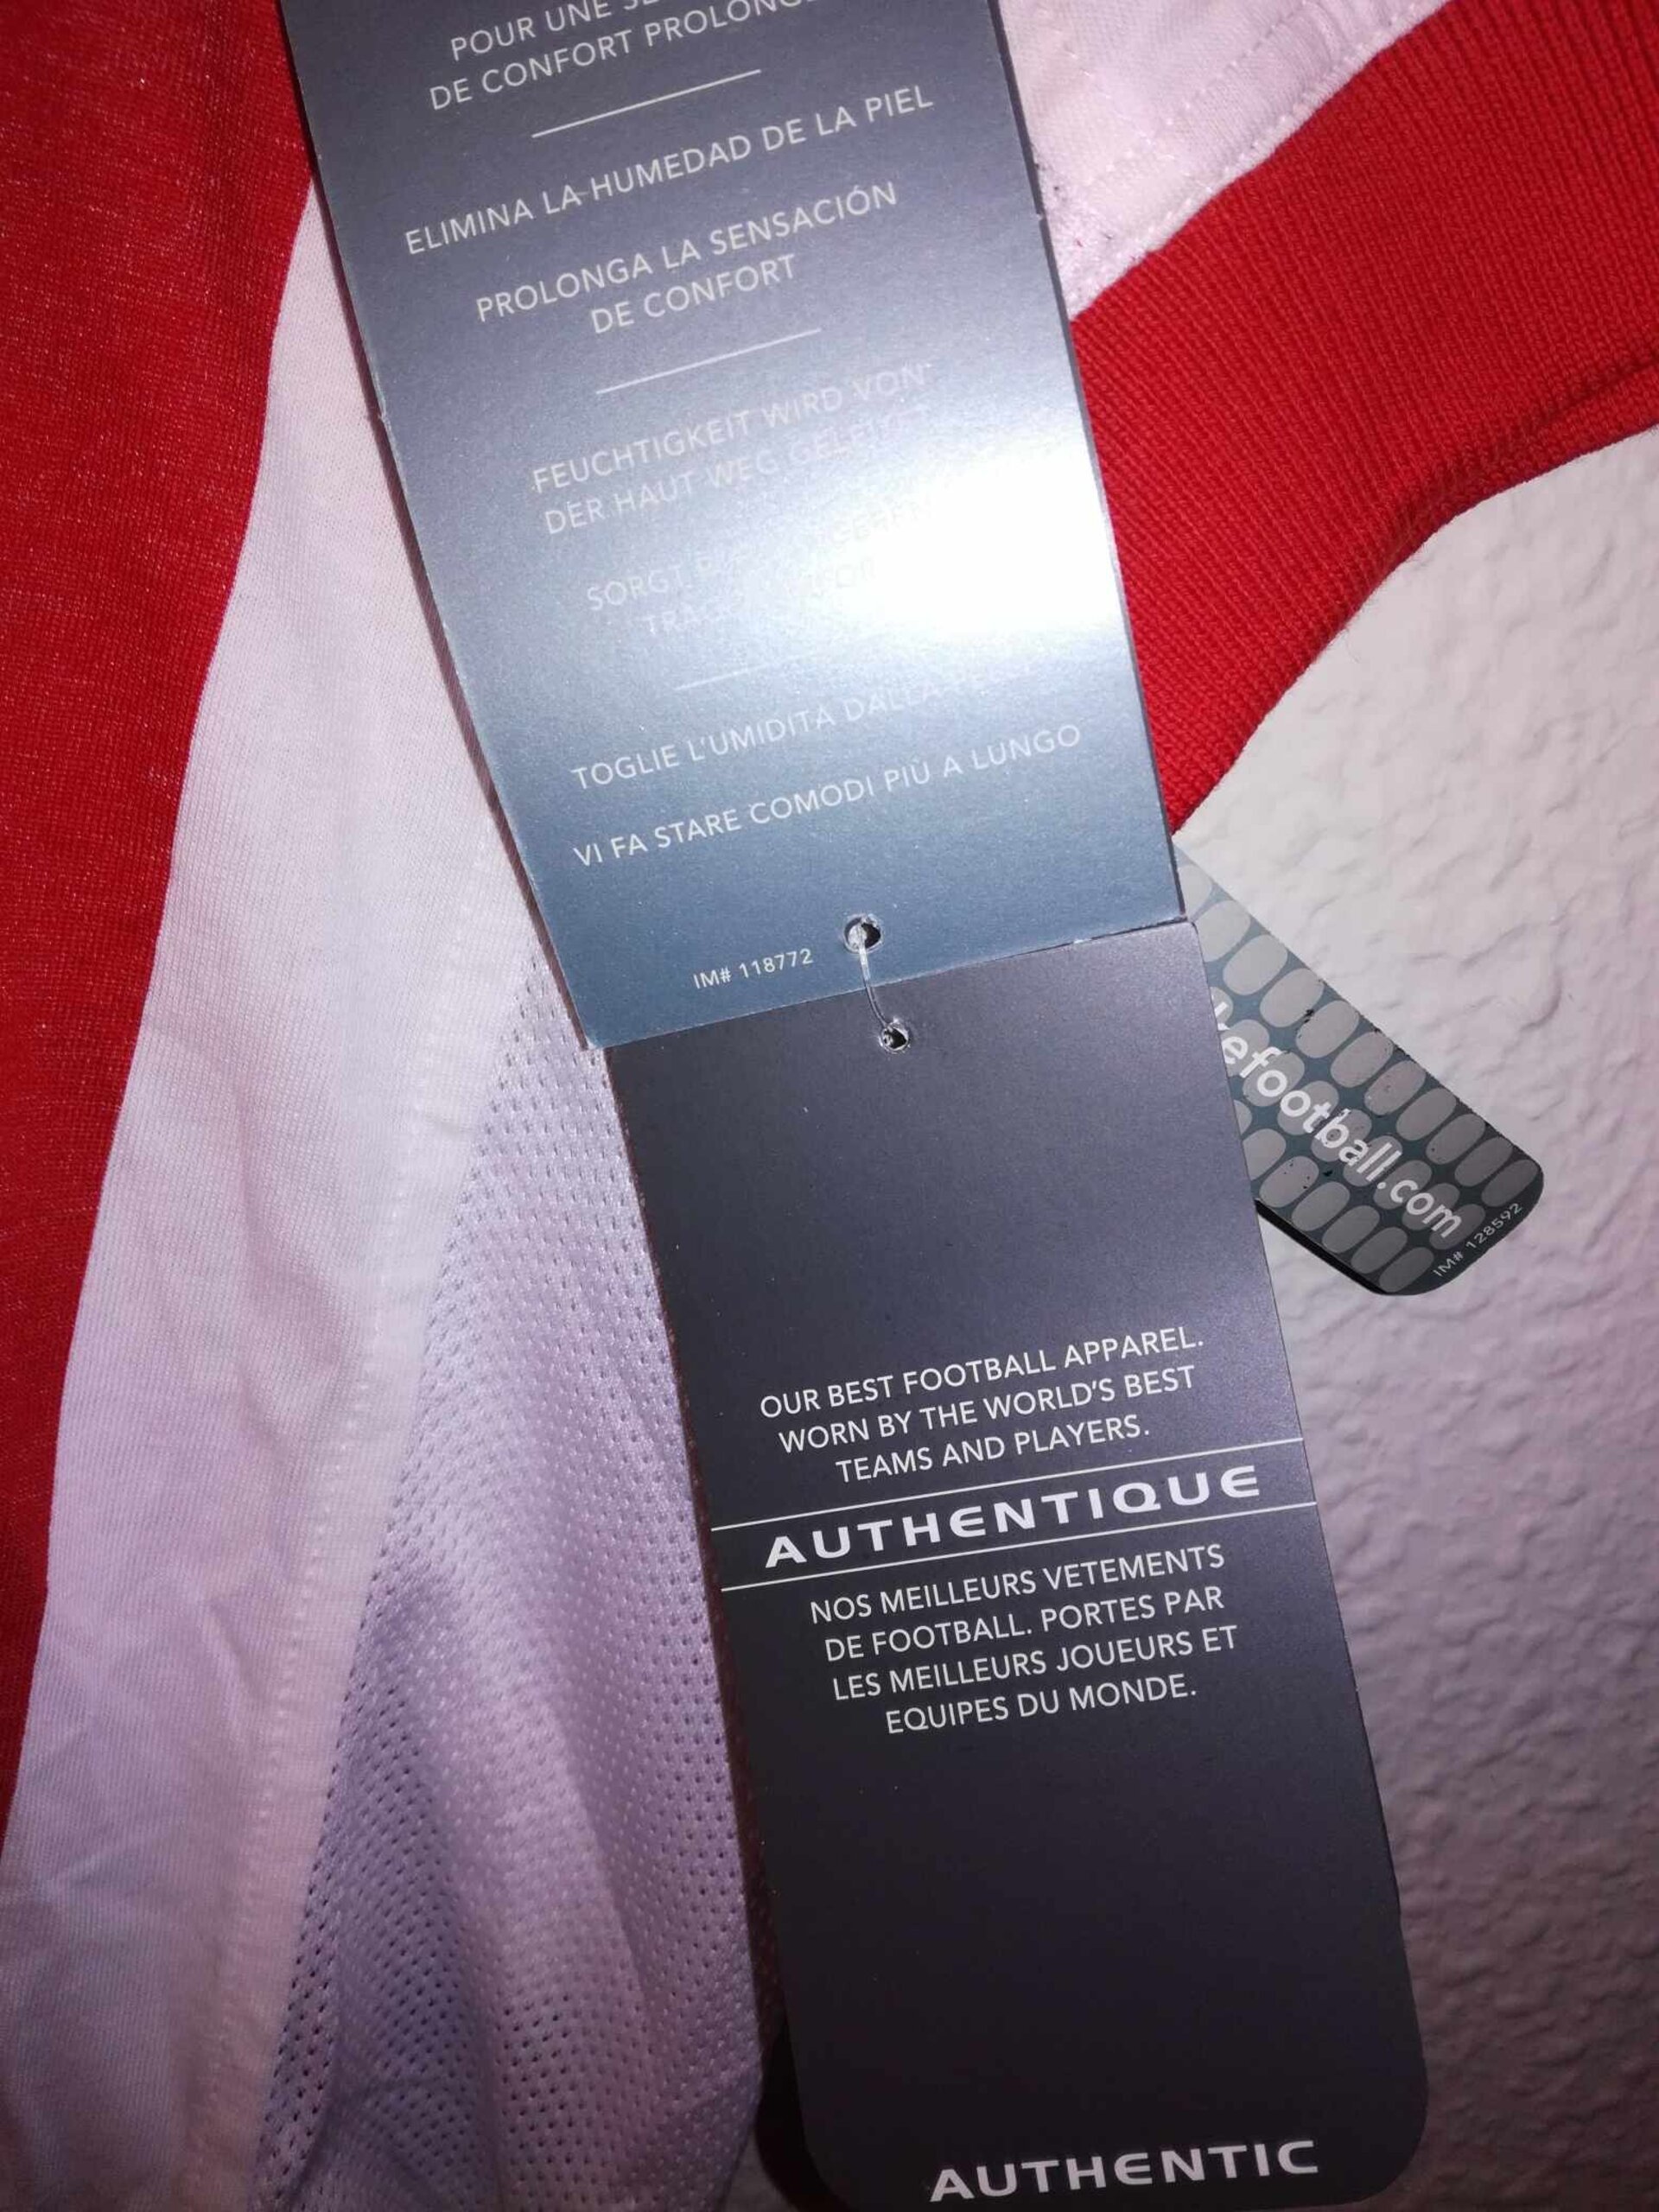 POUR UNE
DE CONFORT
ELIMINA LA HUMEDAD DE LA PIEL
PROLONGA LA SENSACIÓN
DE CONFORT
FEUCHTIGKEIT WIRD VON
DER HAUT WEG
SORGT
TOGLIE L'UMIDITÀ DALLA
VI FA STARE COMODI PIÙ A LUNGO
IM# 118772
efootball.com
IM# 128592
OUR BEST FOOTBALL APPAREL.
WORN BY THE WORLD'S BEST
TEAMS AND PLAYERS.
AUTHENTIQUE
NOS MEILLEURS VETEMENTS
DE FOOTBALL. PORTES PAR
LES MEILLEURS JOUEURS ET
EQUIPES DU MONDE.
AUTHENTIC